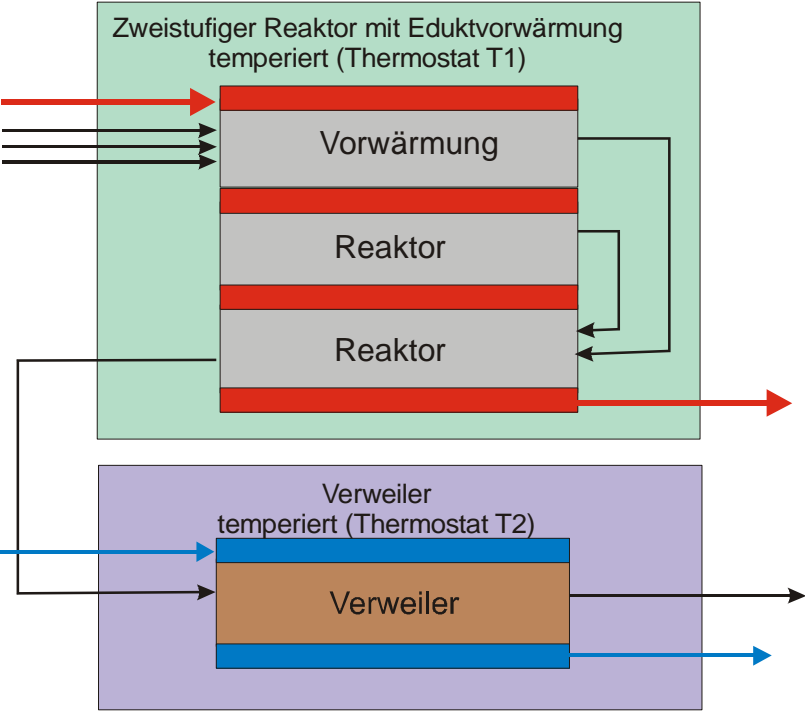 Zweistufiger Reaktor mit Eduktvorwärmung
temperiert (Thermostat T1)
Vorwärmung
Reaktor
Reaktor
Verweiler
temperiert (Thermostat T2)
Verweiler